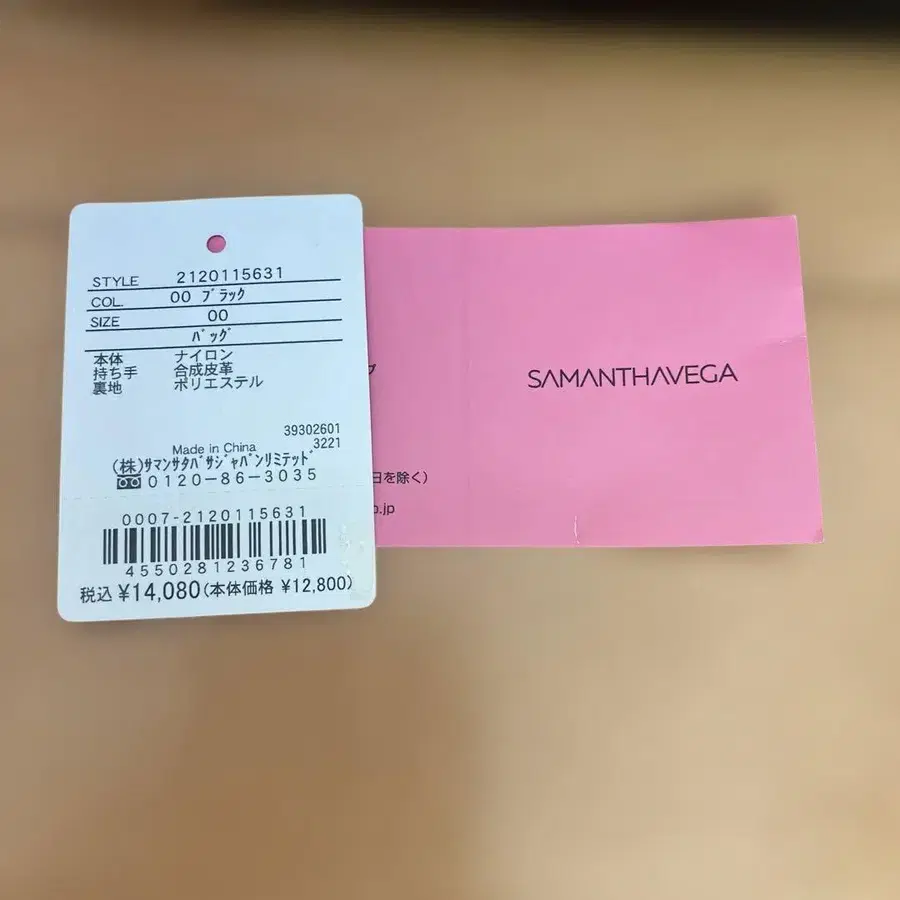 STYLE 2120115631
COL. 00 ブラック
SIZE 00
バッグ
本体 ナイロン
持ち手 合成皮革
裏地 ポリエステル
39302601
Made in China 3221
(株)サマンサタバサジャパンリミテッド
0120-86-3035
0007-2120115631
4550281236781
税込 ¥14,080(本体価格 ¥12,800)
プ
日を除く)
o.jp
SAMANTHAVEGA